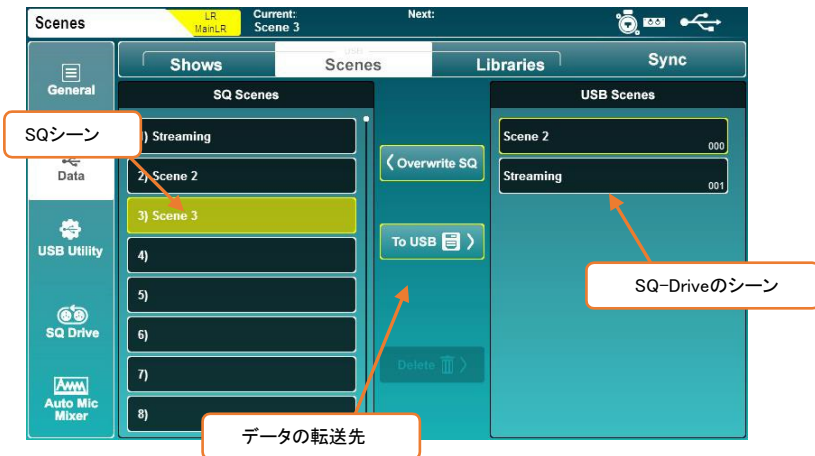 Scenes
LR
MainLR
Current:
Scene 3
Next:
General
Data
USB Utility
SQ Drive
Auto Mic
Mixer
Shows
USB
Scenes
Libraries
Sync
SQ Scenes
1) Streaming
2) Scene 2
3) Scene 3
4)
5)
6)
7)
8)
Overwrite SQ
To USB
Delete
USB Scenes
Scene 2
000
Streaming
001
SQシーン
SQ-Driveのシーン
データの転送先